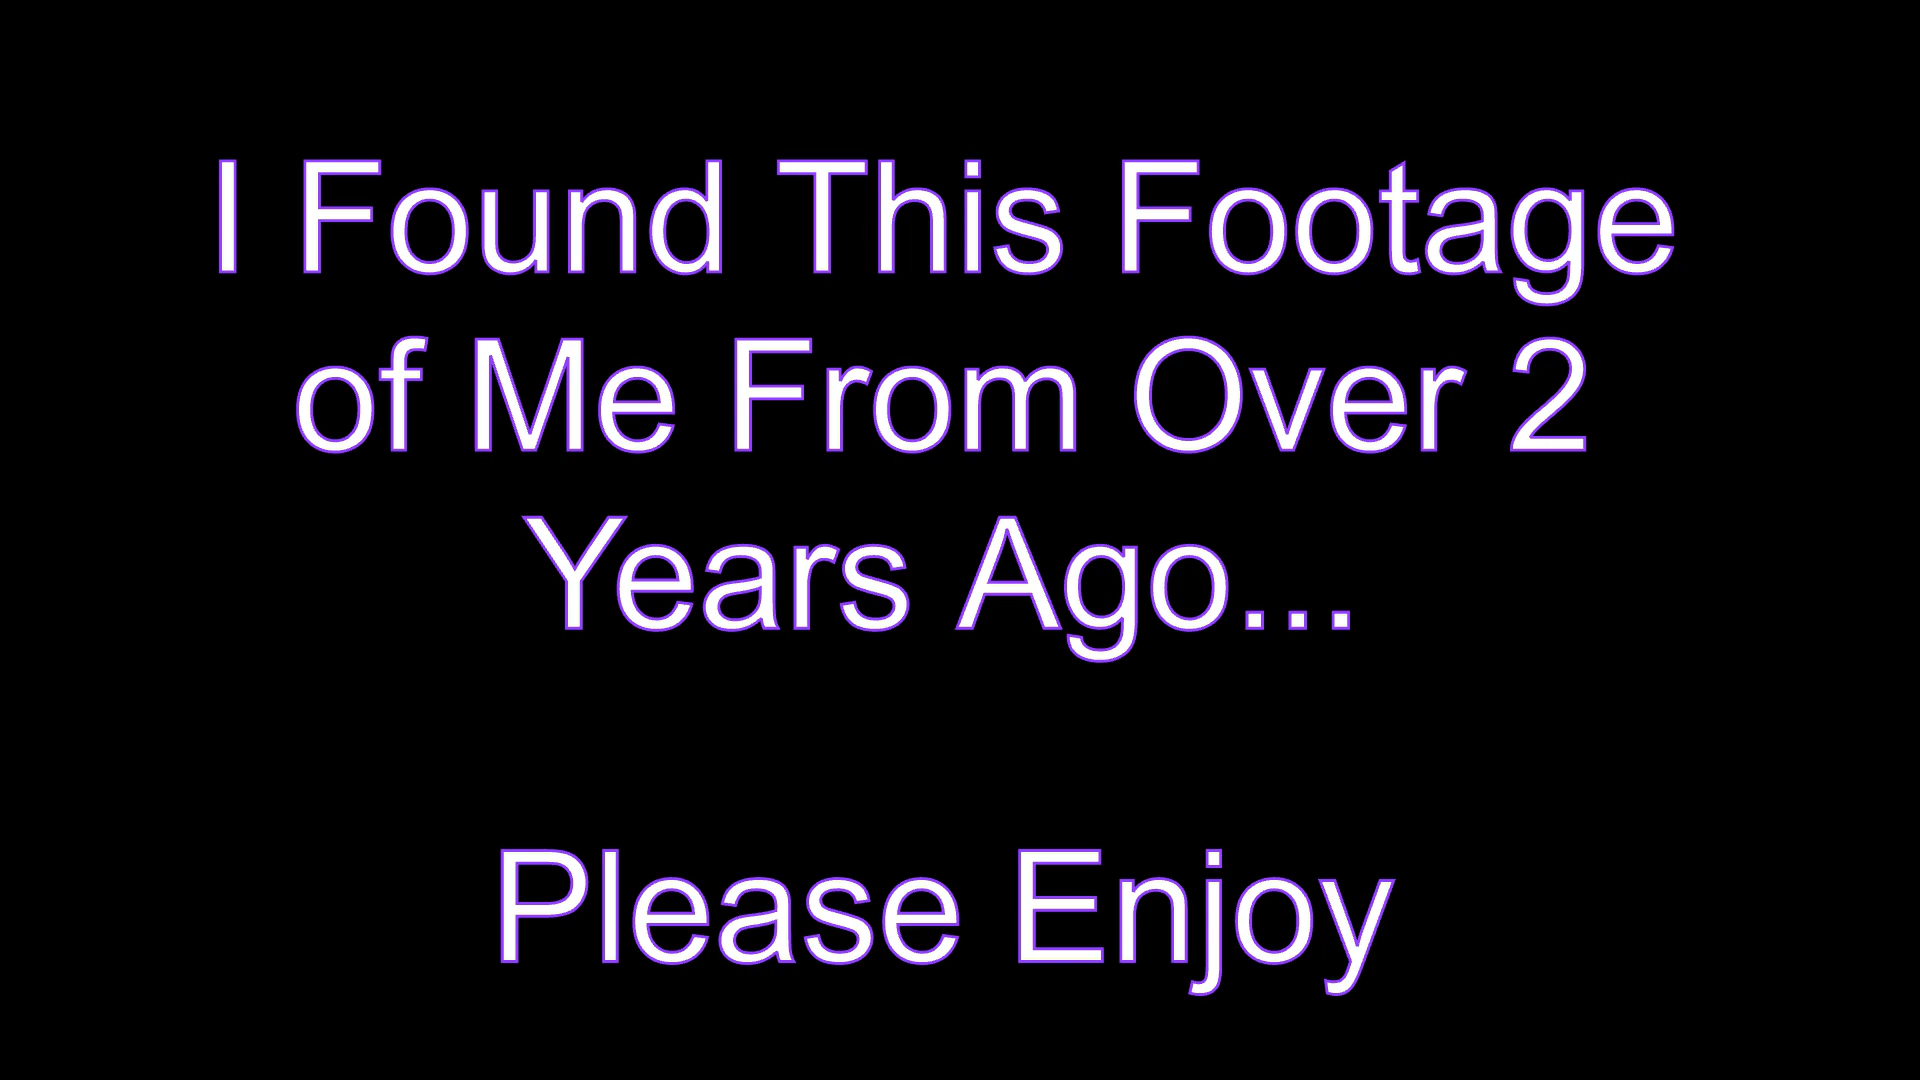 I Found This Footage
of Me From Over 2
Years Ago...
Please Enjoy